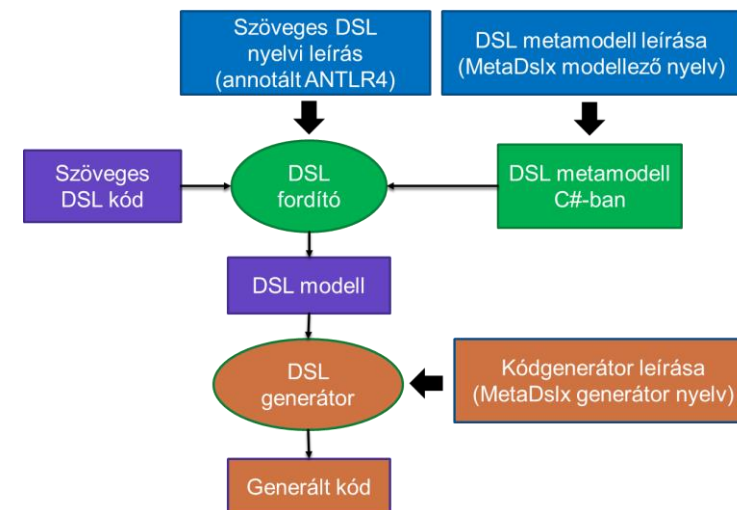 Szöveges DSL
nyelvi leírás
(annotált ANTLR4)
DSL metamodell leírása
(MetaDslx modellező nyelv)
Szöveges
DSL kód
DSL
fordító
DSL metamodell
C#-ban
DSL modell
DSL
generátor
Kódgenerátor leírása
(MetaDslx generátor nyelv)
Generált kód